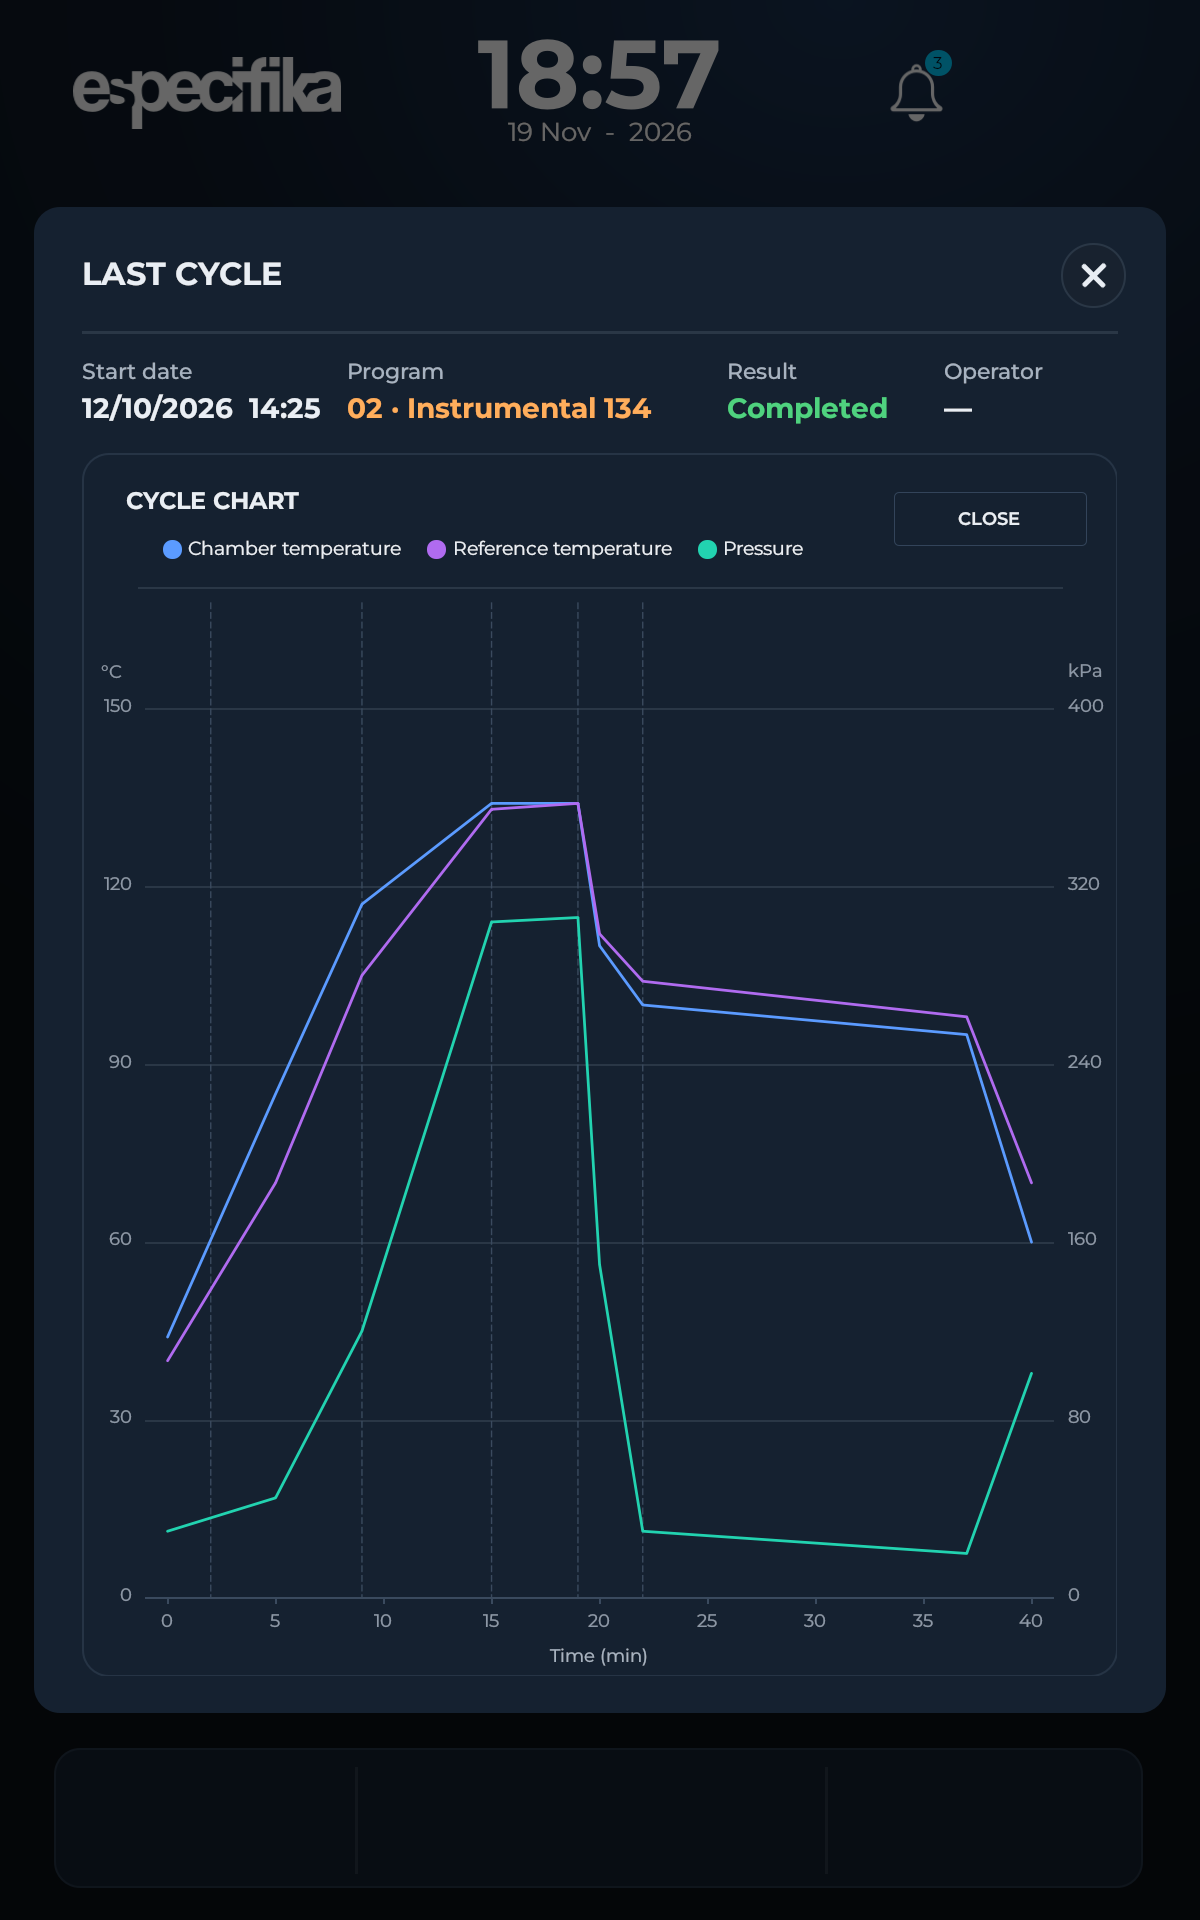 especifika
18:57
3
19 Nov - 2026
LAST CYCLE
Start date Program Result Operator
12/10/2026 14:25 02 · Instrumental 134 Completed —
CYCLE CHART
CLOSE
Chamber temperature Reference temperature Pressure
°C kPa
150 400
120 320
90 240
60 160
30 80
0 0
0 5 10 15 20 25 30 35 40
Time (min)